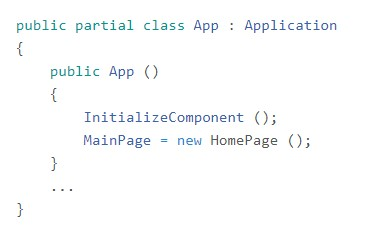 public partial class App : Application
{
    public App ()
    {
        InitializeComponent ();
        MainPage = new HomePage ();
    }
    ...
}